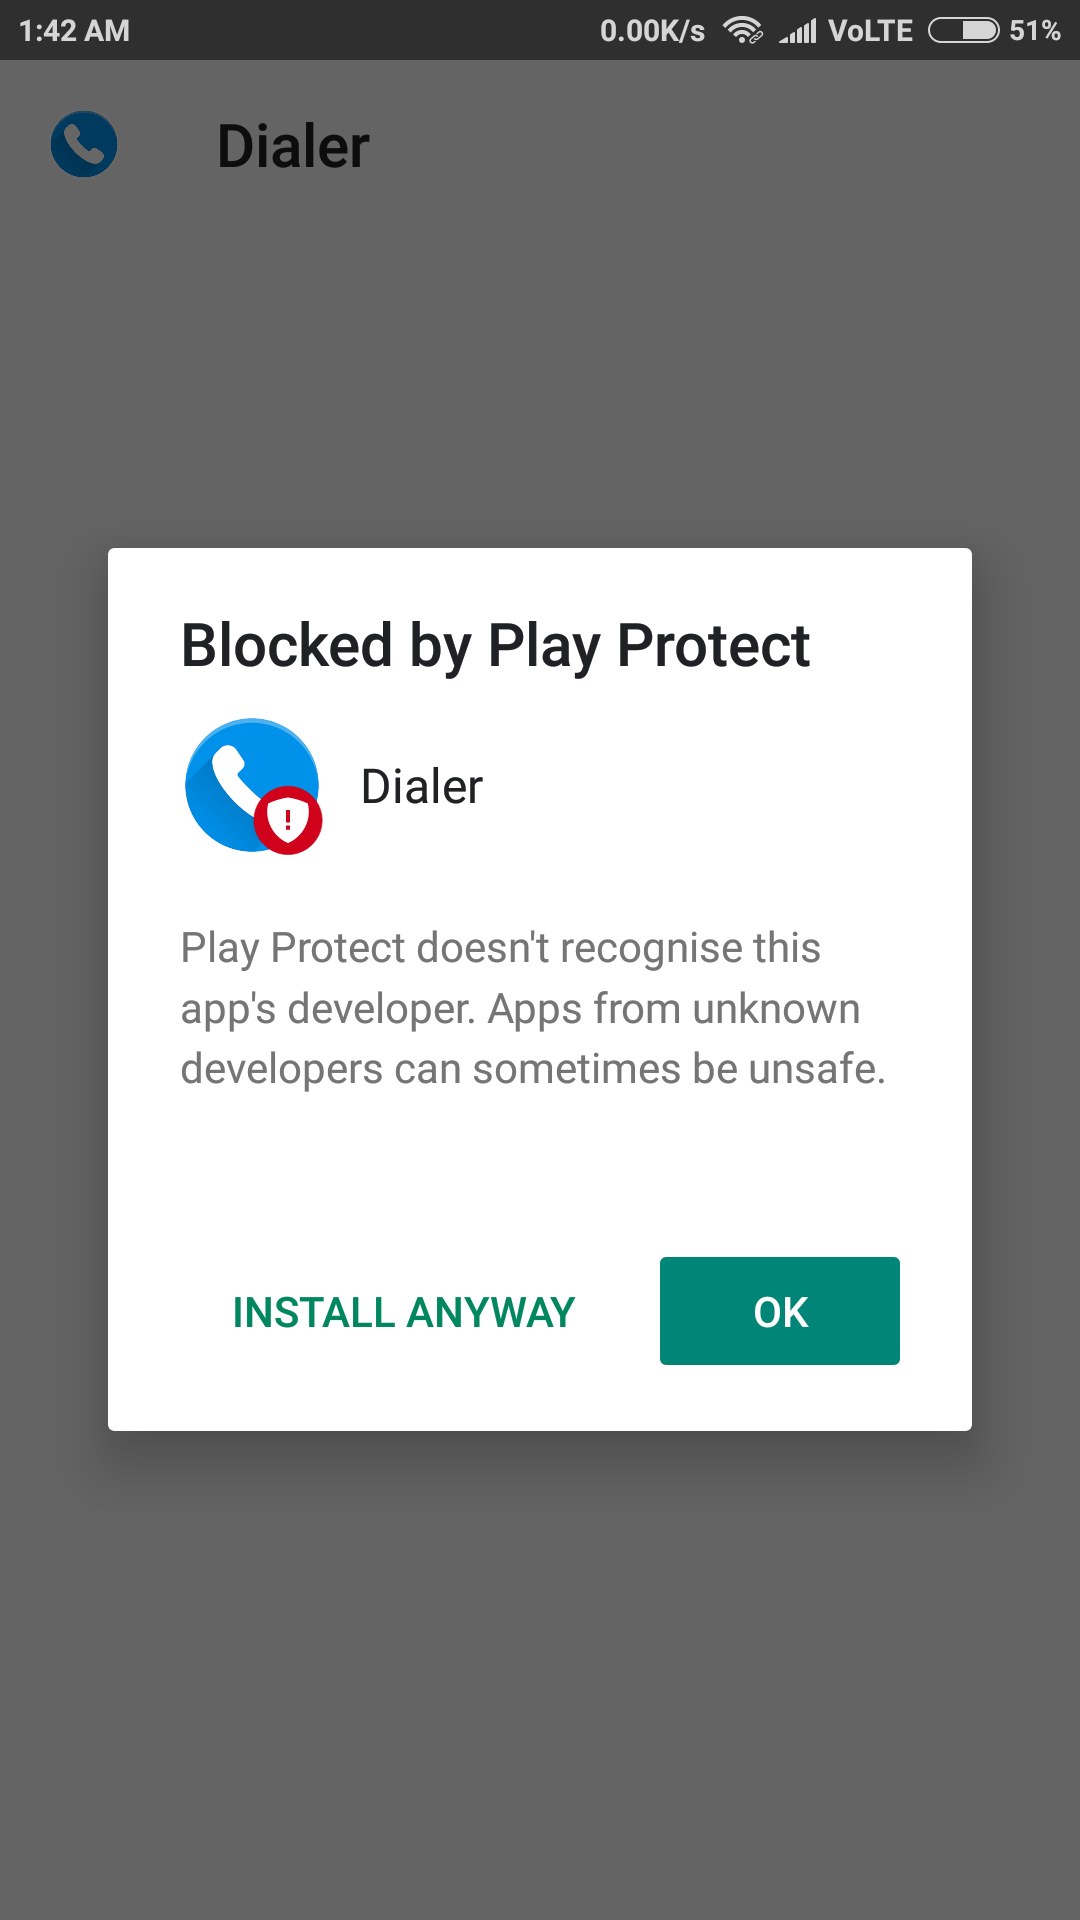 1:42 AM 0.00K/s VoLTE 51%
Dialer
Blocked by Play Protect
Dialer
Play Protect doesn't recognise this
app's developer. Apps from unknown
developers can sometimes be unsafe.
INSTALL ANYWAY OK